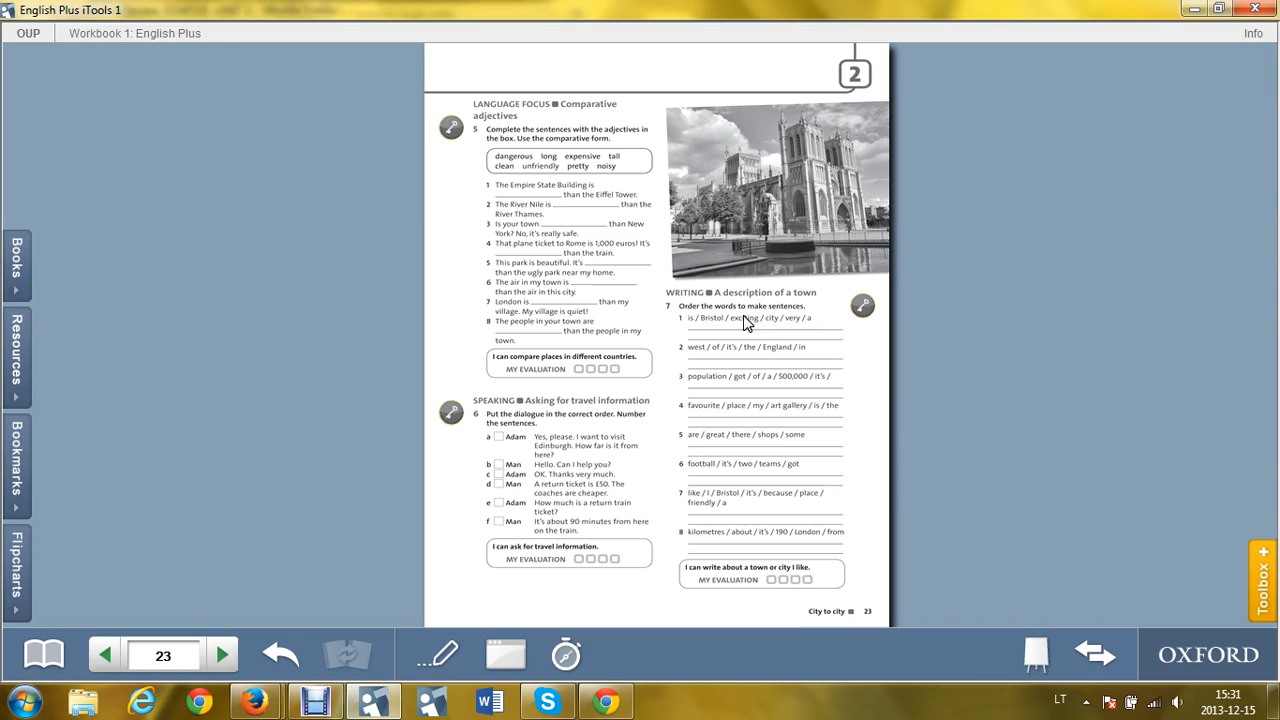 English Plus iTools 1
OUP
Workbook 1: English Plus
Info
2
LANGUAGE FOCUS ■ Comparative
adjectives
5 Complete the sentences with the adjectives in
the box. Use the comparative form.
dangerous long expensive tall
clean unfriendly pretty noisy
1 The Empire State Building is
____________ than the Eiffel Tower.
2 The River Nile is ____________ than the
River Thames.
3 Is your town ____________ than New
York? No, it's really safe.
4 That plane ticket to Rome is 1,000 euros! It's
____________ than the train.
5 This park is beautiful. It's ____________
than the ugly park near my home.
6 The air in my town is ____________
than the air in this city.
7 London is ____________ than my
village. My village is quiet!
8 The people in your town are
____________ than the people in my
town.
I can compare places in different countries.
MY EVALUATION
SPEAKING ■ Asking for travel information
6 Put the dialogue in the correct order. Number
the sentences.
a Adam Yes, please. I want to visit
Edinburgh. How far is it from
here?
b Man Hello. Can I help you?
c Adam OK. Thanks very much.
d Man A return ticket is £50. The
coaches are cheaper.
e Adam How much is a return train
ticket?
f Man It's about 90 minutes from here
on the train.
I can ask for travel information.
MY EVALUATION
WRITING ■ A description of a town
7 Order the words to make sentences.
1 is / Bristol / exciting / city / very / a
2 west / of / it's / the / England / in
3 population / got / of / a / 500,000 / it's /
4 favourite / place / my / art gallery / is / the
5 are / great / there / shops / some
6 football / it's / two / teams / got
7 like / I / Bristol / it's / because / place /
friendly / a
8 kilometres / about / it's / 190 / London / from
I can write about a town or city I like.
MY EVALUATION
City to city ■ 23
Books
Resources
Bookmarks
Flipcharts
Toolbox +
23
OXFORD
LT
15:31
2013-12-15